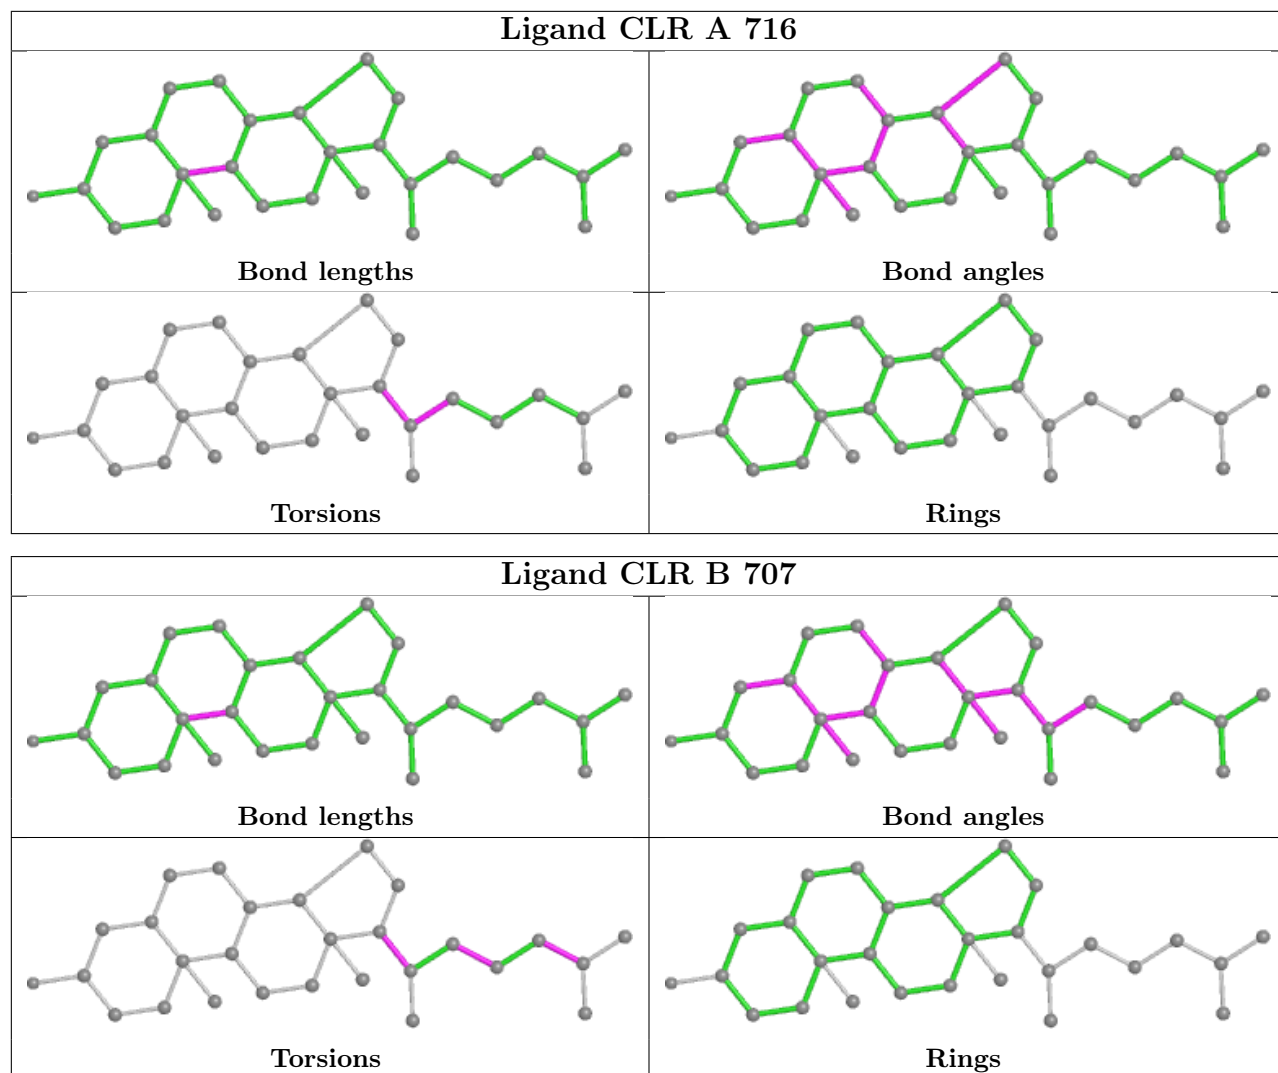 Ligand CLR A 716
Bond lengths
Bond angles
Torsions
Rings
Ligand CLR B 707
Bond lengths
Bond angles
Torsions
Rings